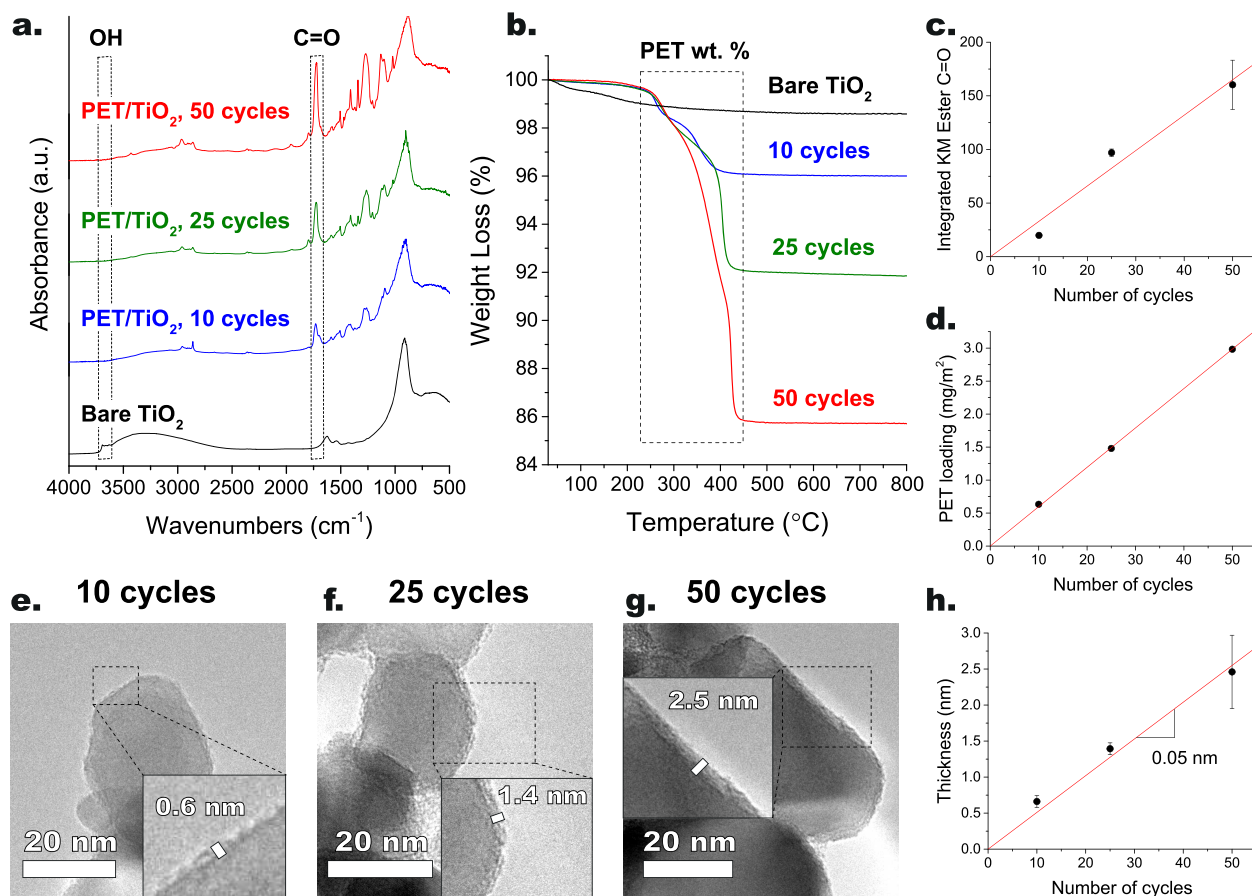 a.
OH
C=O
PET/TiO2, 50 cycles
PET/TiO2, 25 cycles
PET/TiO2, 10 cycles
Bare TiO2
Absorbance (a.u.)
4000 3500 3000 2500 2000 1500 1000 500
Wavenumbers (cm-1)
b.
PET wt. %
Bare TiO2
10 cycles
25 cycles
50 cycles
Weight Loss (%)
100
98
96
94
92
90
88
86
84
100 200 300 400 500 600 700 800
Temperature (°C)
c.
Integrated KM Ester C=O
200
175
150
125
100
75
50
25
0
0 10 20 30 40 50
Number of cycles
d.
PET loading (mg/m2)
3.0
2.5
2.0
1.5
1.0
0.5
0.0
0 10 20 30 40 50
Number of cycles
e.
10 cycles
0.6 nm
20 nm
f.
25 cycles
1.4 nm
20 nm
g.
50 cycles
2.5 nm
20 nm
h.
Thickness (nm)
3.0
2.5
2.0
1.5
1.0
0.5
0.0
0.05 nm
0 10 20 30 40 50
Number of cycles